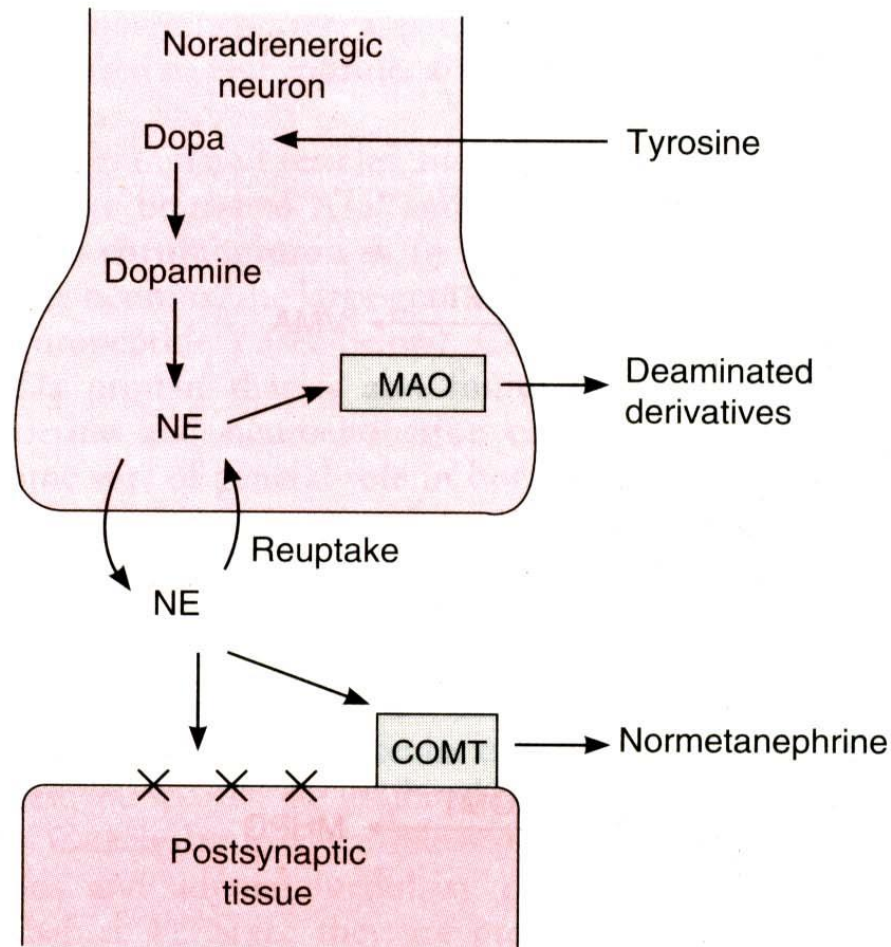 Noradrenergic
neuron
Dopa
Tyrosine
Dopamine
MAO
Deaminated
derivatives
NE
Reuptake
NE
COMT
Normetanephrine
Postsynaptic
tissue